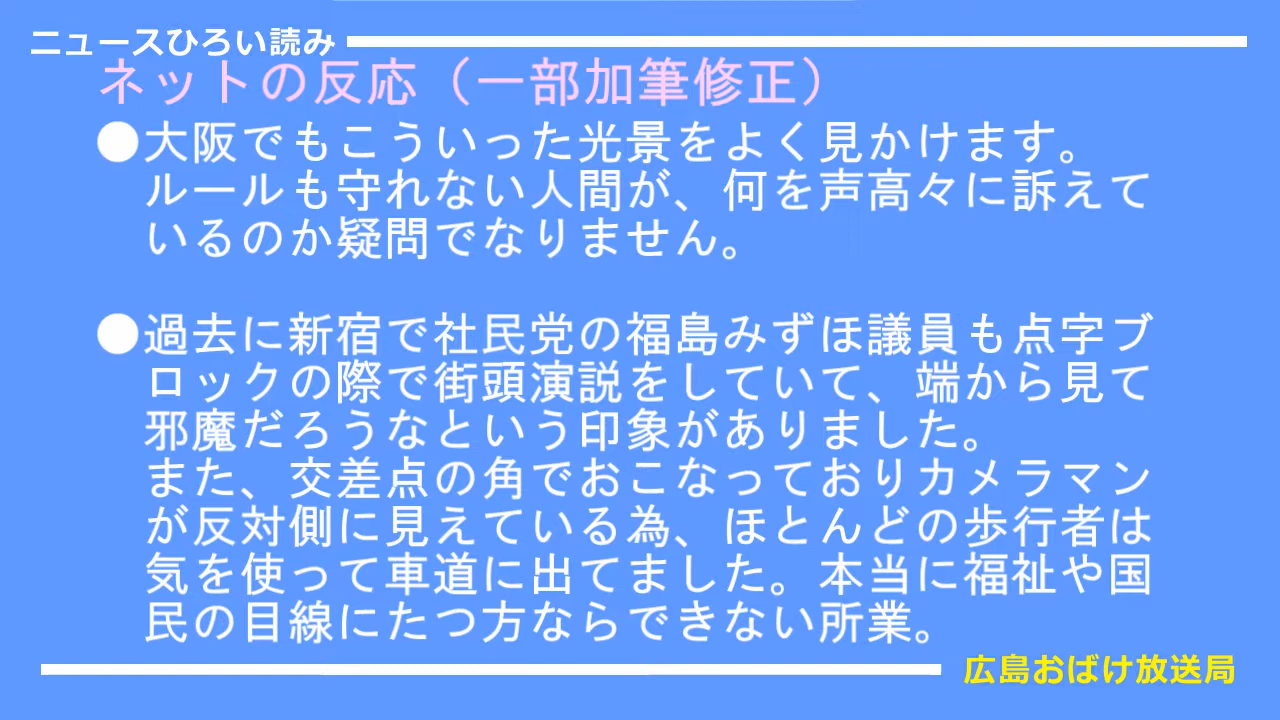 ニュースひろい読み
ネットの反応（一部加筆修正）
●大阪でもこういった光景をよく見かけます。
ルールも守れない人間が、何を声高々に訴えて
いるのか疑問でなりません。
●過去に新宿で社民党の福島みずほ議員も点字ブ
ロックの際で街頭演説をしていて、端から見て
邪魔だろうなという印象がありました。
また、交差点の角でおこなっておりカメラマン
が反対側に見えている為、ほとんどの歩行者は
気を使って車道に出てました。本当に福祉や国
民の目線にたつ方ならできない所業。
広島おばけ放送局